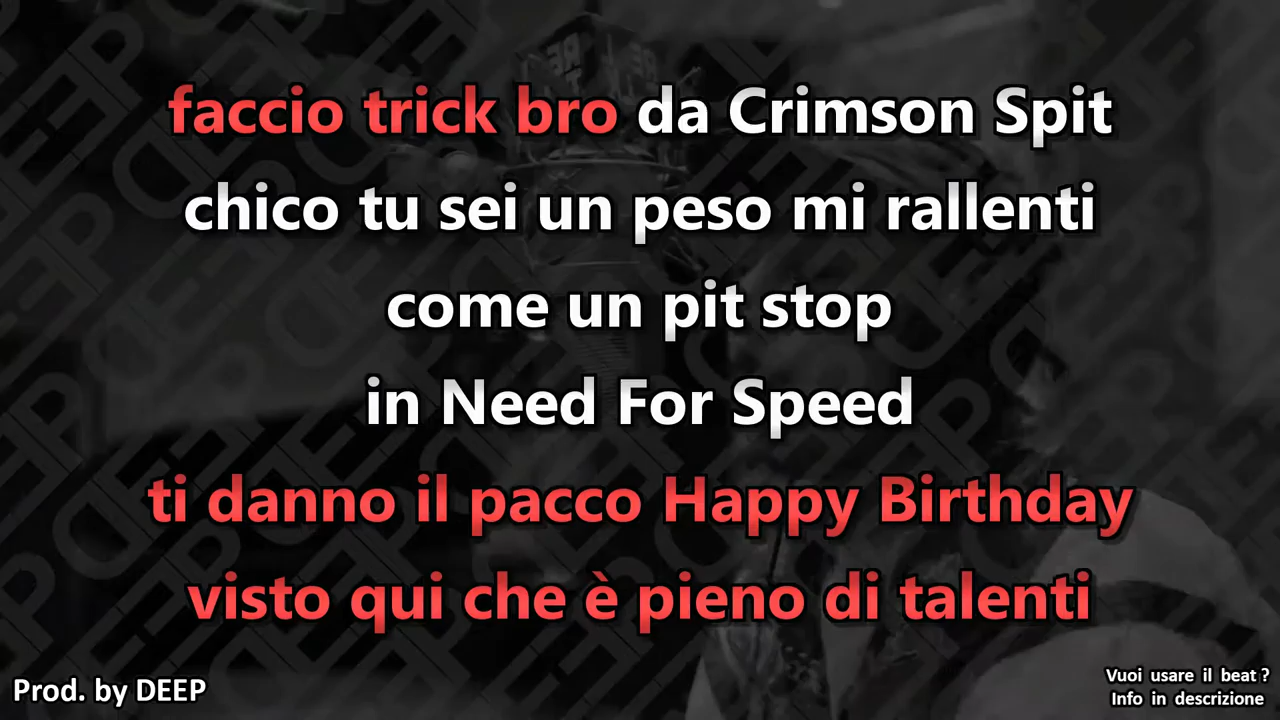 faccio trick bro da Crimson Spit
chico tu sei un peso mi rallenti
come un pit stop
in Need For Speed
ti danno il pacco Happy Birthday
visto qui che è pieno di talenti
Prod. by DEEP
Vuoi usare il beat ?
Info in descrizione